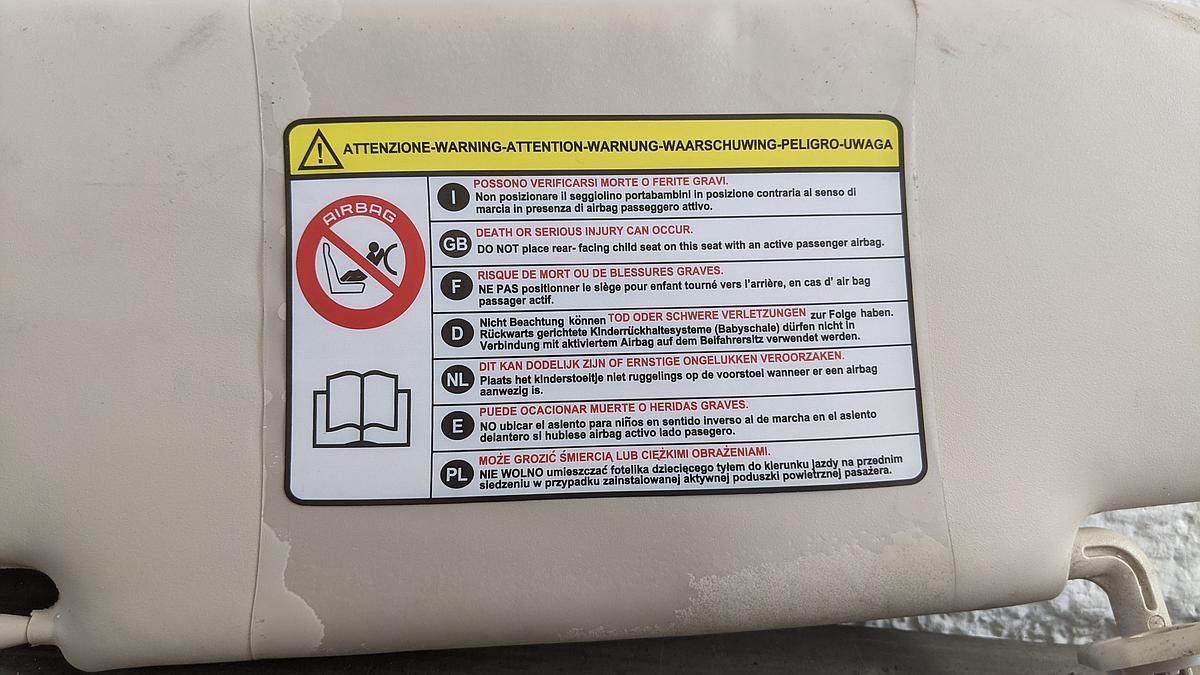 ATTENZIONE-WARNING-ATTENTION-WARNUNG-WAARSCHUWING-PELIGRO-UWAGA
AIRBAG
I
POSSONO VERIFICARSI MORTE O FERITE GRAVI.
Non posizionare il seggiolino portabambini in posizione contraria al senso di
marcia in presenza di airbag passeggero attivo.
GB
DEATH OR SERIOUS INJURY CAN OCCUR.
DO NOT place rear- facing child seat on this seat with an active passenger airbag.
F
RISQUE DE MORT OU DE BLESSURES GRAVES.
NE PAS positionner le siège pour enfant tourné vers l'arrière, en cas d' air bag
passager actif.
D
Nicht Beachtung können TOD ODER SCHWERE VERLETZUNGEN zur Folge haben.
Rückwarts gerichtete Kinderrückhaltesysteme (Babyschale) dürfen nicht in
Verbindung mit aktiviertem Airbag auf dem Beifahrersitz verwendet werden.
NL
DIT KAN DODELIJK ZIJN OF ERNSTIGE ONGELUKKEN VEROORZAKEN.
Plaats het kinderstoeltje niet ruggelings op de voorstoel wanneer er een airbag
aanwezig is.
E
PUEDE OCACIONAR MUERTE O HERIDAS GRAVES.
NO ubicar el asiento para niños en sentido inverso al de marcha en el asiento
delantero si hubiese airbag activo lado pasegero.
PL
MOŻE GROZIĆ ŚMIERCIĄ LUB CIĘŻKIMI OBRAŻENIAMI.
NIE WOLNO umieszczać fotelika dziecięcego tyłem do kierunku jazdy na przednim
siedzeniu w przypadku zainstalowanej aktywnej poduszki powietrznej pasażera.